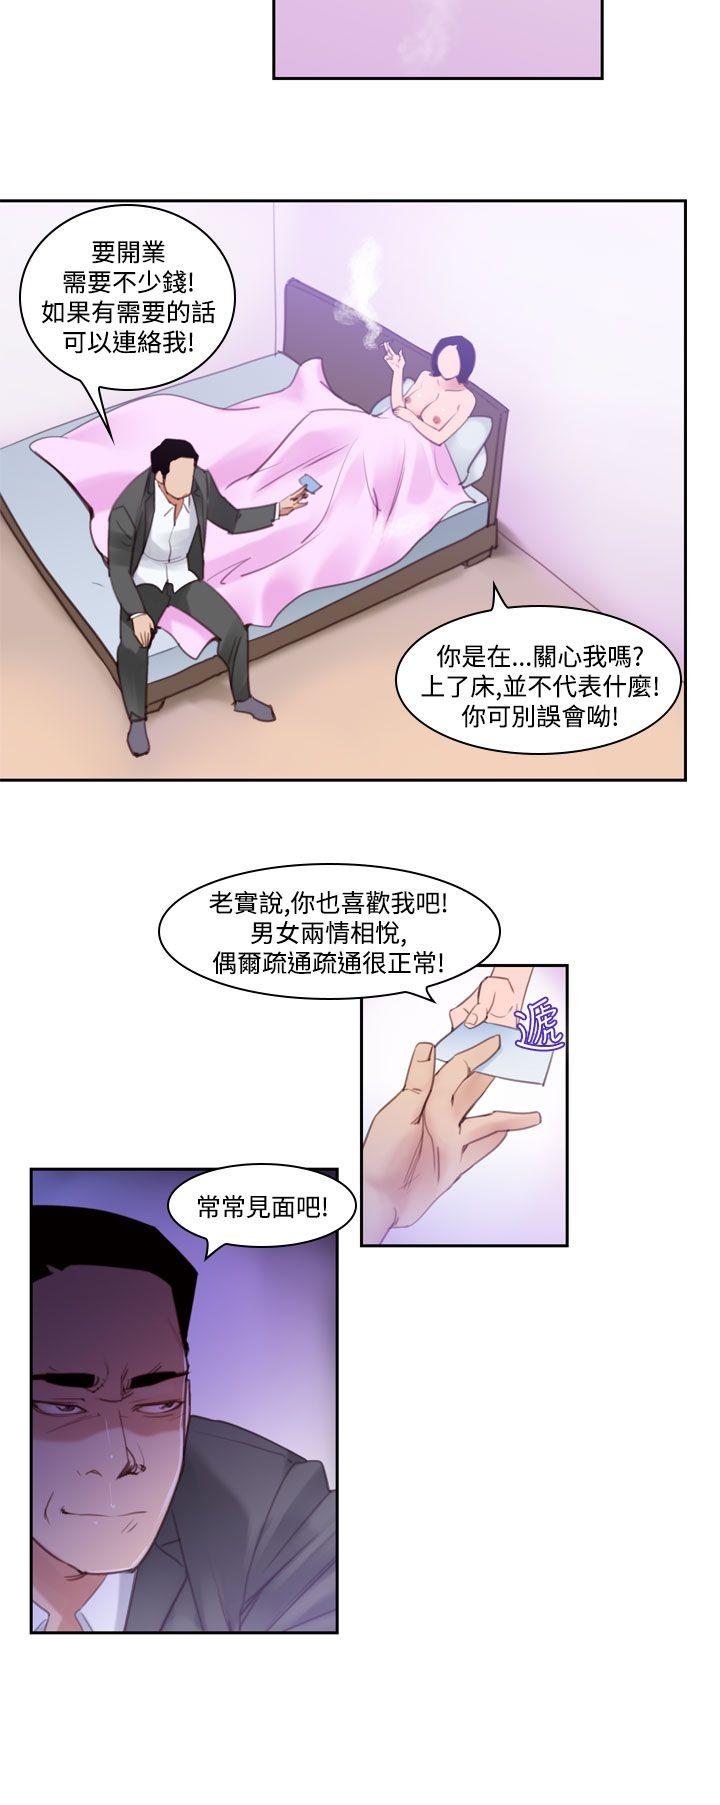 要開業
需要不少錢!
如果有需要的話
可以連絡我!
你是在...關心我嗎?
上了床,並不代表什麼!
你可別誤會呦!
老實說,你也喜歡我吧!
男女兩情相悅,
偶爾疏通疏通很正常!
遞
常常見面吧!